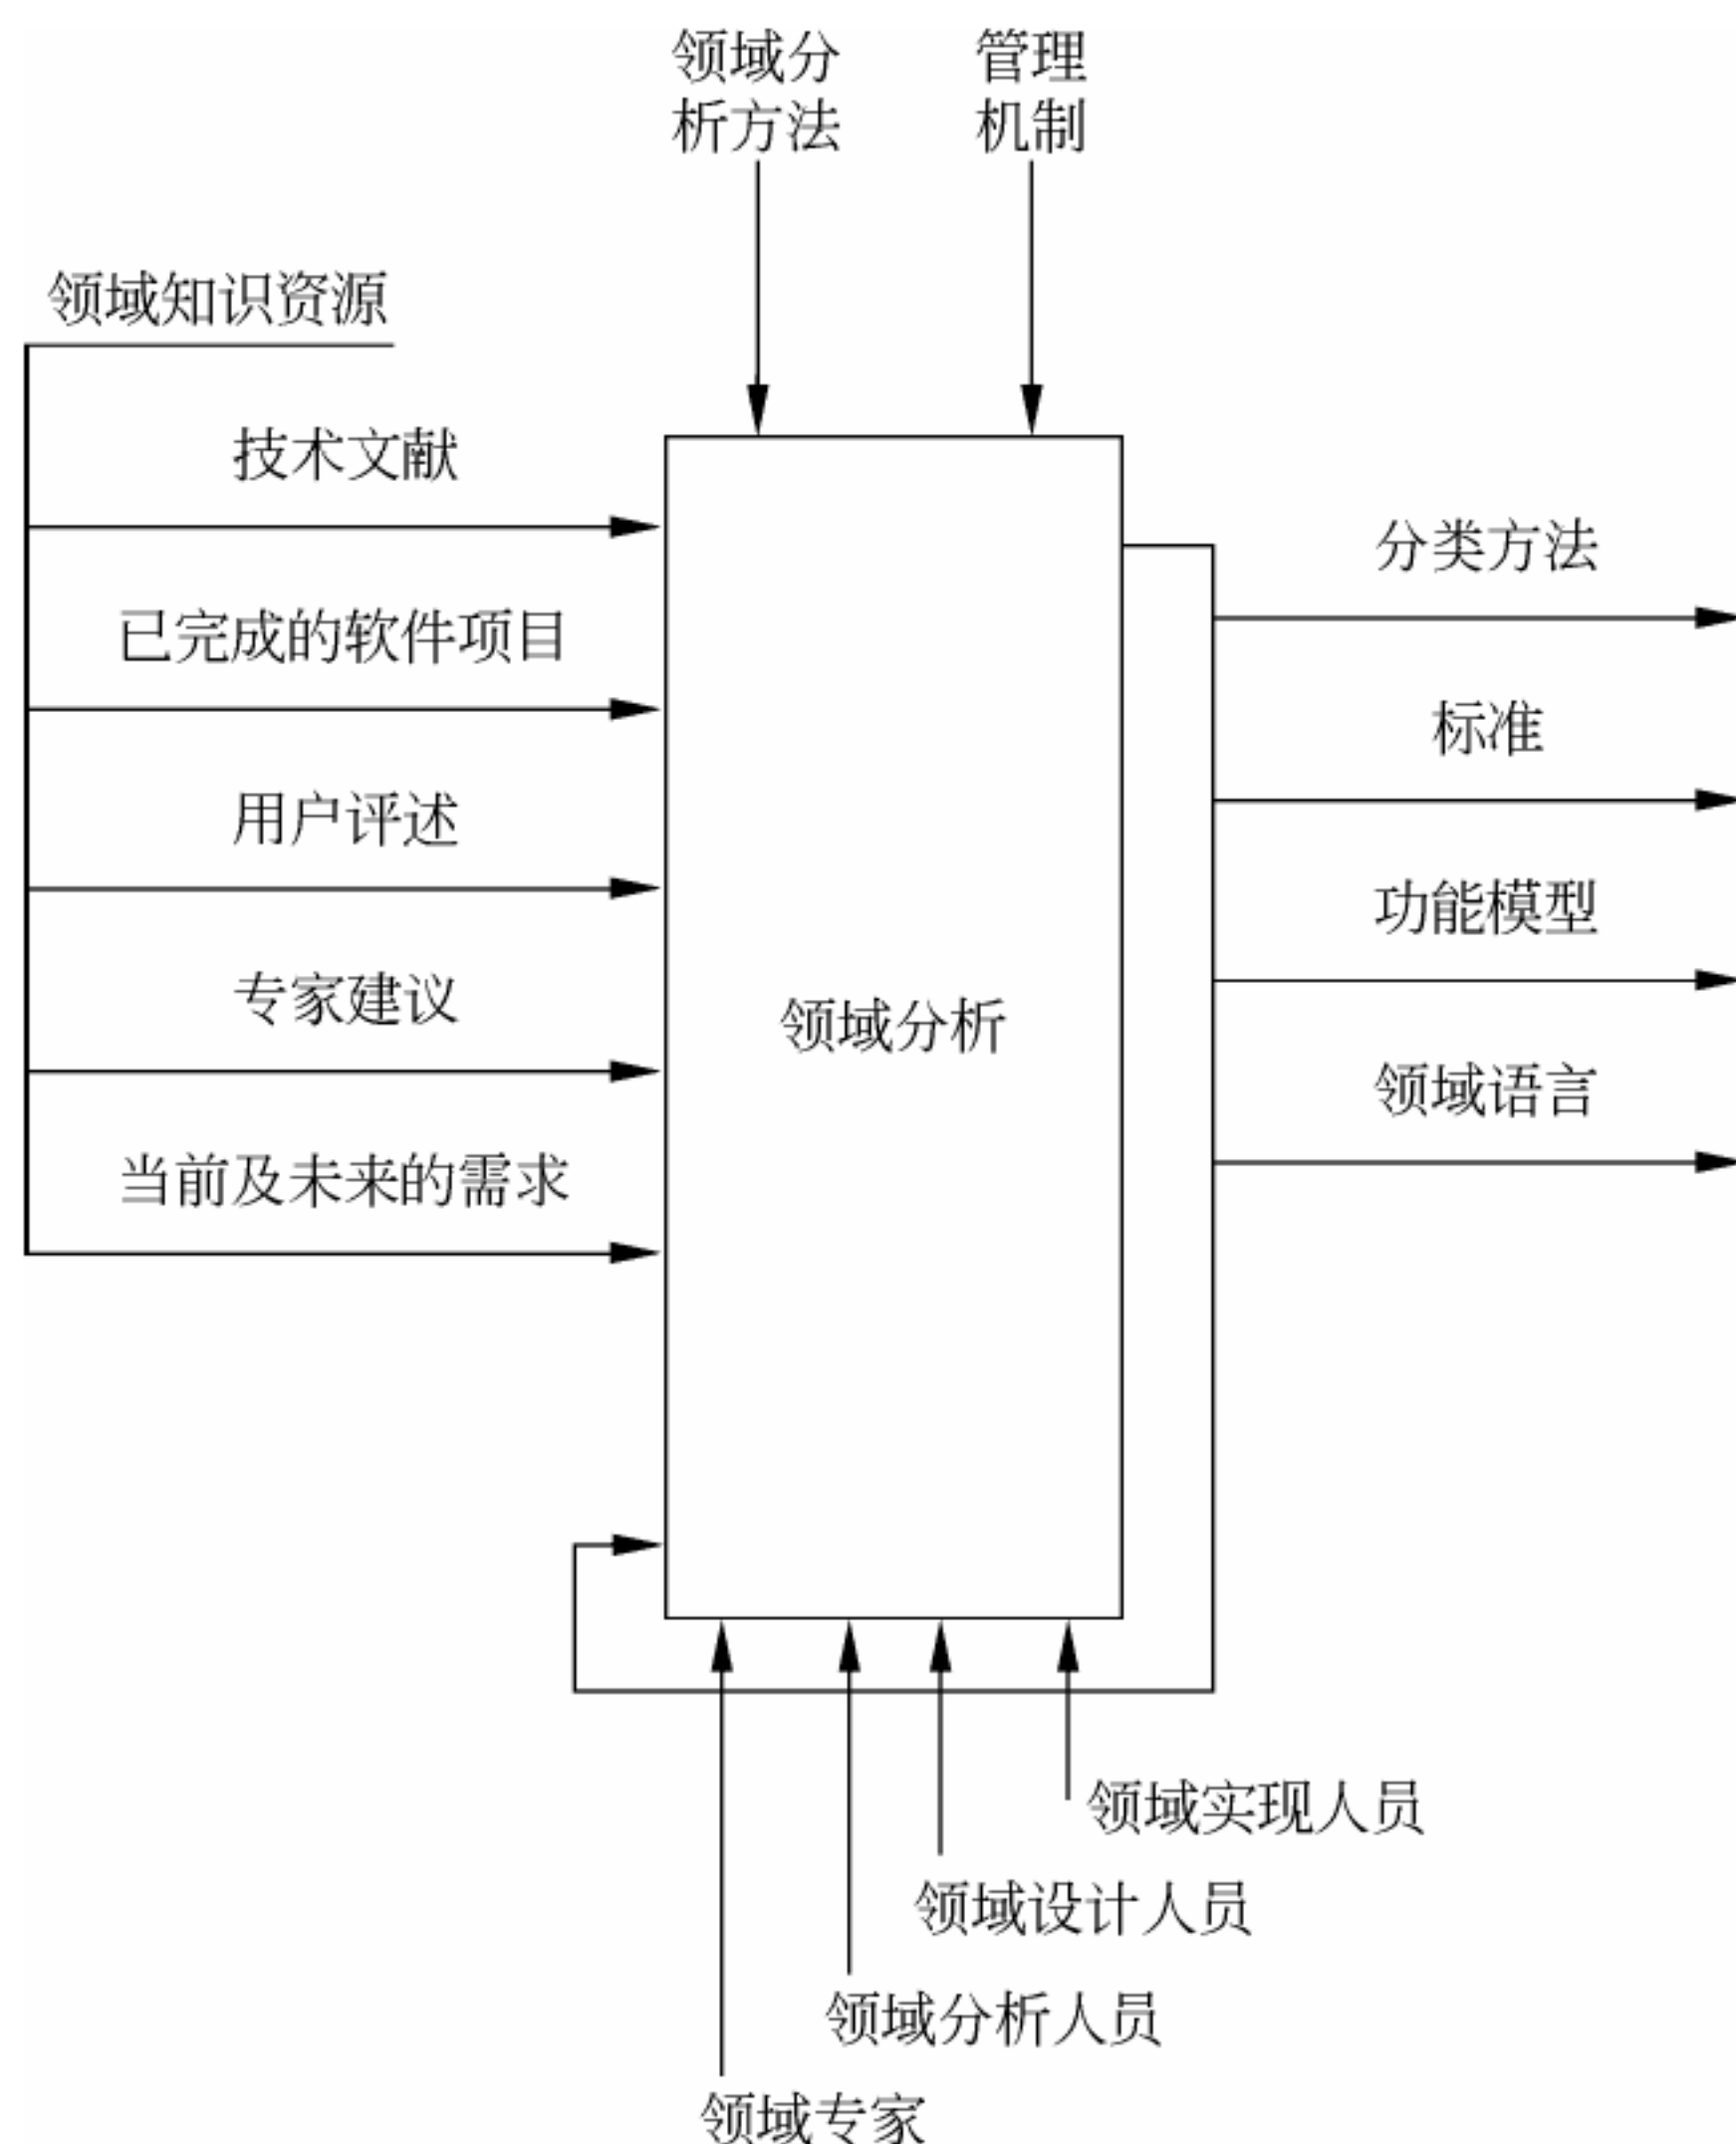 领域分
析方法
管理
机制
领域知识资源
技术文献
已完成的软件项目
用户评述
专家建议
当前及未来的需求
领域分析
分类方法
标准
功能模型
领域语言
领域实现人员
领域设计人员
领域分析人员
领域专家